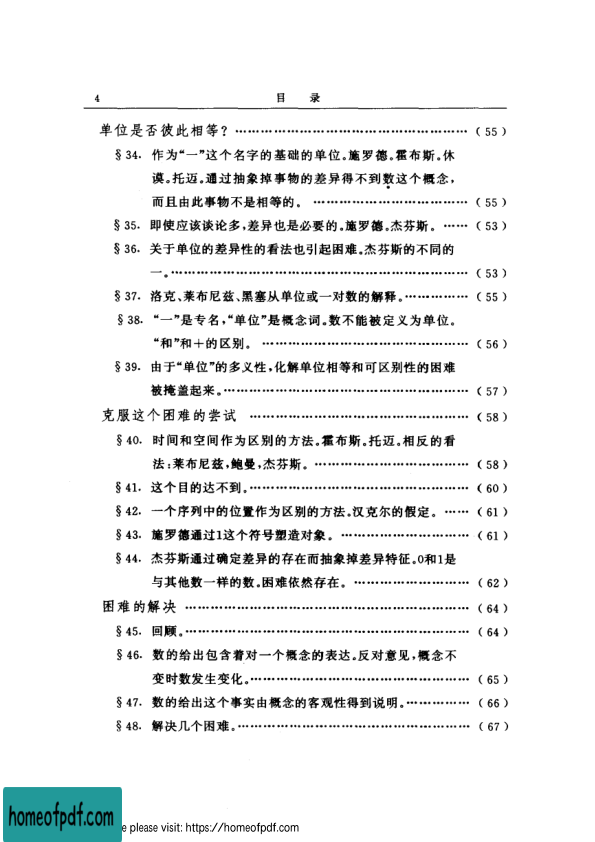 4 目 录
单位是否彼此相等? ……………………………………………… (55)
§34. 作为“一”这个名字的基础的单位。施罗德。霍布斯。休
谟。托迈。通过抽象掉事物的差异得不到数这个概念,
而且由此事物不是相等的。 ……………………………… (55)
§35. 即使应该谈论多,差异也是必要的。施罗德。杰芬斯。 …… (53)
§36. 关于单位的差异性的看法也引起困难。杰芬斯的不同的
一。…………………………………………………………… (53)
§37. 洛克、莱布尼兹、黑塞从单位或一对数的解释。…………… (55)
§38. “一”是专名,“单位”是概念词。数不能被定义为单位。
“和”和+的区别。 ………………………………………… (56)
§39. 由于“单位”的多义性,化解单位相等和可区别性的困难
被掩盖起来。………………………………………………… (57)
克服这个困难的尝试 …………………………………………… (58)
§40. 时间和空间作为区别的方法。霍布斯。托迈。相反的看
法:莱布尼兹,鲍曼,杰芬斯。 ……………………………… (58)
§41. 这个目的达不到。…………………………………………… (60)
§42. 一个序列中的位置作为区别的方法。汉克尔的假定。 …… (61)
§43. 施罗德通过1这个符号塑造对象。 ………………………… (61)
§44. 杰芬斯通过确定差异的存在而抽象掉差异特征。0和1是
与其他数一样的数。困难依然存在。 ……………………… (62)
困难的解决 ………………………………………………………… (64)
§45. 回顾。………………………………………………………… (64)
§46. 数的给出包含着对一个概念的表达。反对意见,概念不
变时数发生变化。…………………………………………… (65)
§47. 数的给出这个事实由概念的客观性得到说明。…………… (66)
§48. 解决几个困难。……………………………………………… (67)
homeofpdf.com
e please visit: https://homeofpdf.com